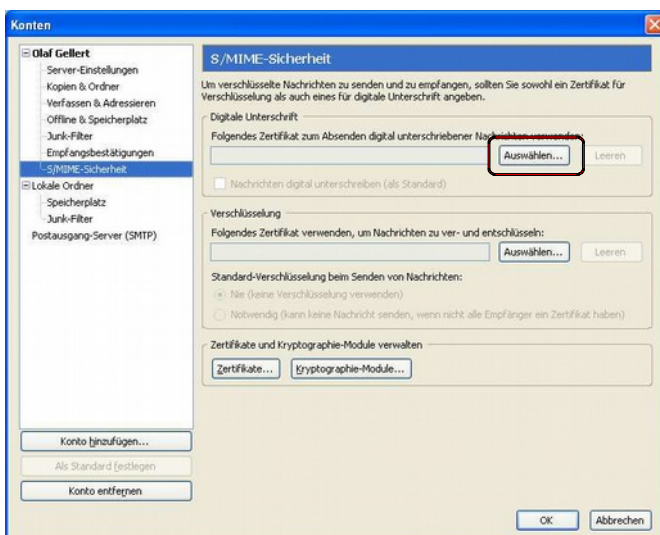 Konten
Olaf Gellert
Server-Einstellungen
Kopien & Ordner
Verfassen & Adressieren
Offline & Speicherplatz
Junk-Filter
Empfangsbestätigungen
S/MIME-Sicherheit
Lokale Ordner
Speicherplatz
Junk-Filter
Postausgang-Server (SMTP)
Konto hinzufügen...
Als Standard festlegen
Konto entfernen
S/MIME-Sicherheit
Um verschlüsselte Nachrichten zu senden und zu empfangen, sollten Sie sowohl ein Zertifikat für
Verschlüsselung als auch eines für digitale Unterschrift angeben.
Digitale Unterschrift
Folgendes Zertifikat zum Absenden digital unterschriebener Nachrichten verwenden:
Auswählen... Leeren
Nachrichten digital unterschreiben (als Standard)
Verschlüsselung
Folgendes Zertifikat verwenden, um Nachrichten zu ver- und entschlüsseln:
Auswählen... Leeren
Standard-Verschlüsselung beim Senden von Nachrichten:
Nie (keine Verschlüsselung verwenden)
Notwendig (kann keine Nachricht senden, wenn nicht alle Empfänger ein Zertifikat haben)
Zertifikate und Kryptographie-Module verwalten
Zertifikate... Kryptographie-Module...
OK Abbrechen